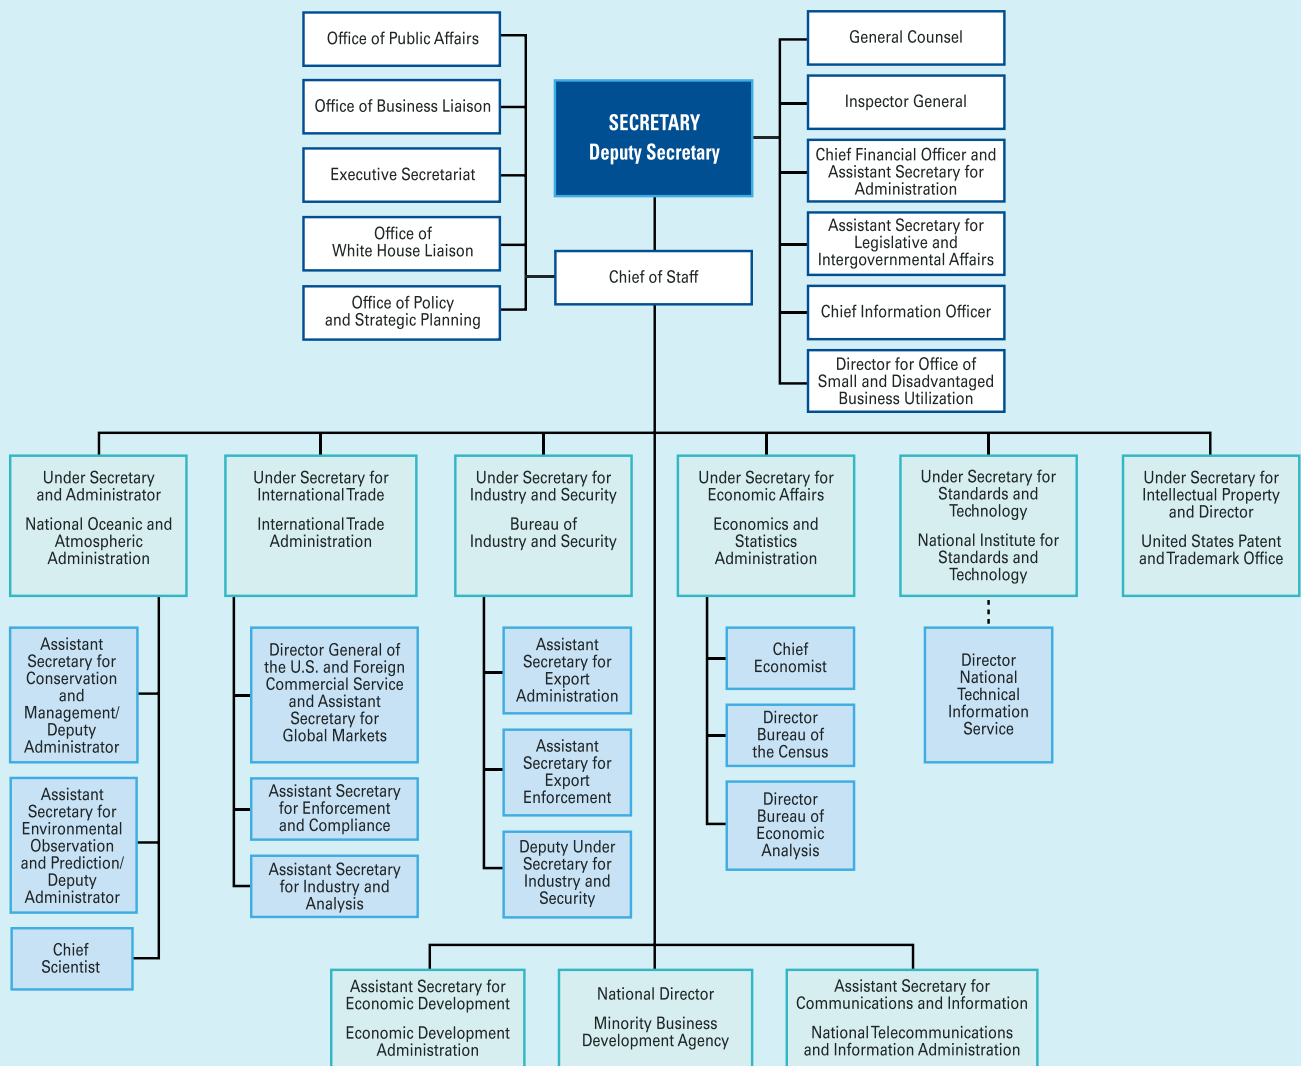 Office of Public Affairs
Office of Business Liaison
Executive Secretariat
Office of
White House Liaison
Office of Policy
and Strategic Planning
SECRETARY
Deputy Secretary
Chief of Staff
General Counsel
Inspector General
Chief Financial Officer and
Assistant Secretary for
Administration
Assistant Secretary for
Legislative and
Intergovernmental Affairs
Chief Information Officer
Director for Office of
Small and Disadvantaged
Business Utilization
Under Secretary
and Administrator
National Oceanic and
Atmospheric
Administration
Under Secretary for
International Trade
International Trade
Administration
Under Secretary for
Industry and Security
Bureau of
Industry and Security
Under Secretary for
Economic Affairs
Economics and
Statistics
Administration
Under Secretary for
Standards and
Technology
National Institute for
Standards and
Technology
Under Secretary for
Intellectual Property
and Director
United States Patent
and Trademark Office
Assistant
Secretary for
Conservation
and
Management/
Deputy
Administrator
Assistant
Secretary for
Environmental
Observation
and Prediction/
Deputy
Administrator
Chief
Scientist
Director General of
the U.S. and Foreign
Commercial Service
and Assistant
Secretary for
Global Markets
Assistant Secretary
for Enforcement
and Compliance
Assistant Secretary
for Industry and
Analysis
Assistant
Secretary for
Export
Administration
Assistant
Secretary for
Export
Enforcement
Deputy Under
Secretary for
Industry and
Security
Chief
Economist
Director
Bureau of
the Census
Director
Bureau of
Economic
Analysis
Director
National
Technical
Information
Service
Assistant Secretary for
Economic Development
Economic Development
Administration
National Director
Minority Business
Development Agency
Assistant Secretary for
Communications and Information
National Telecommunications
and Information Administration